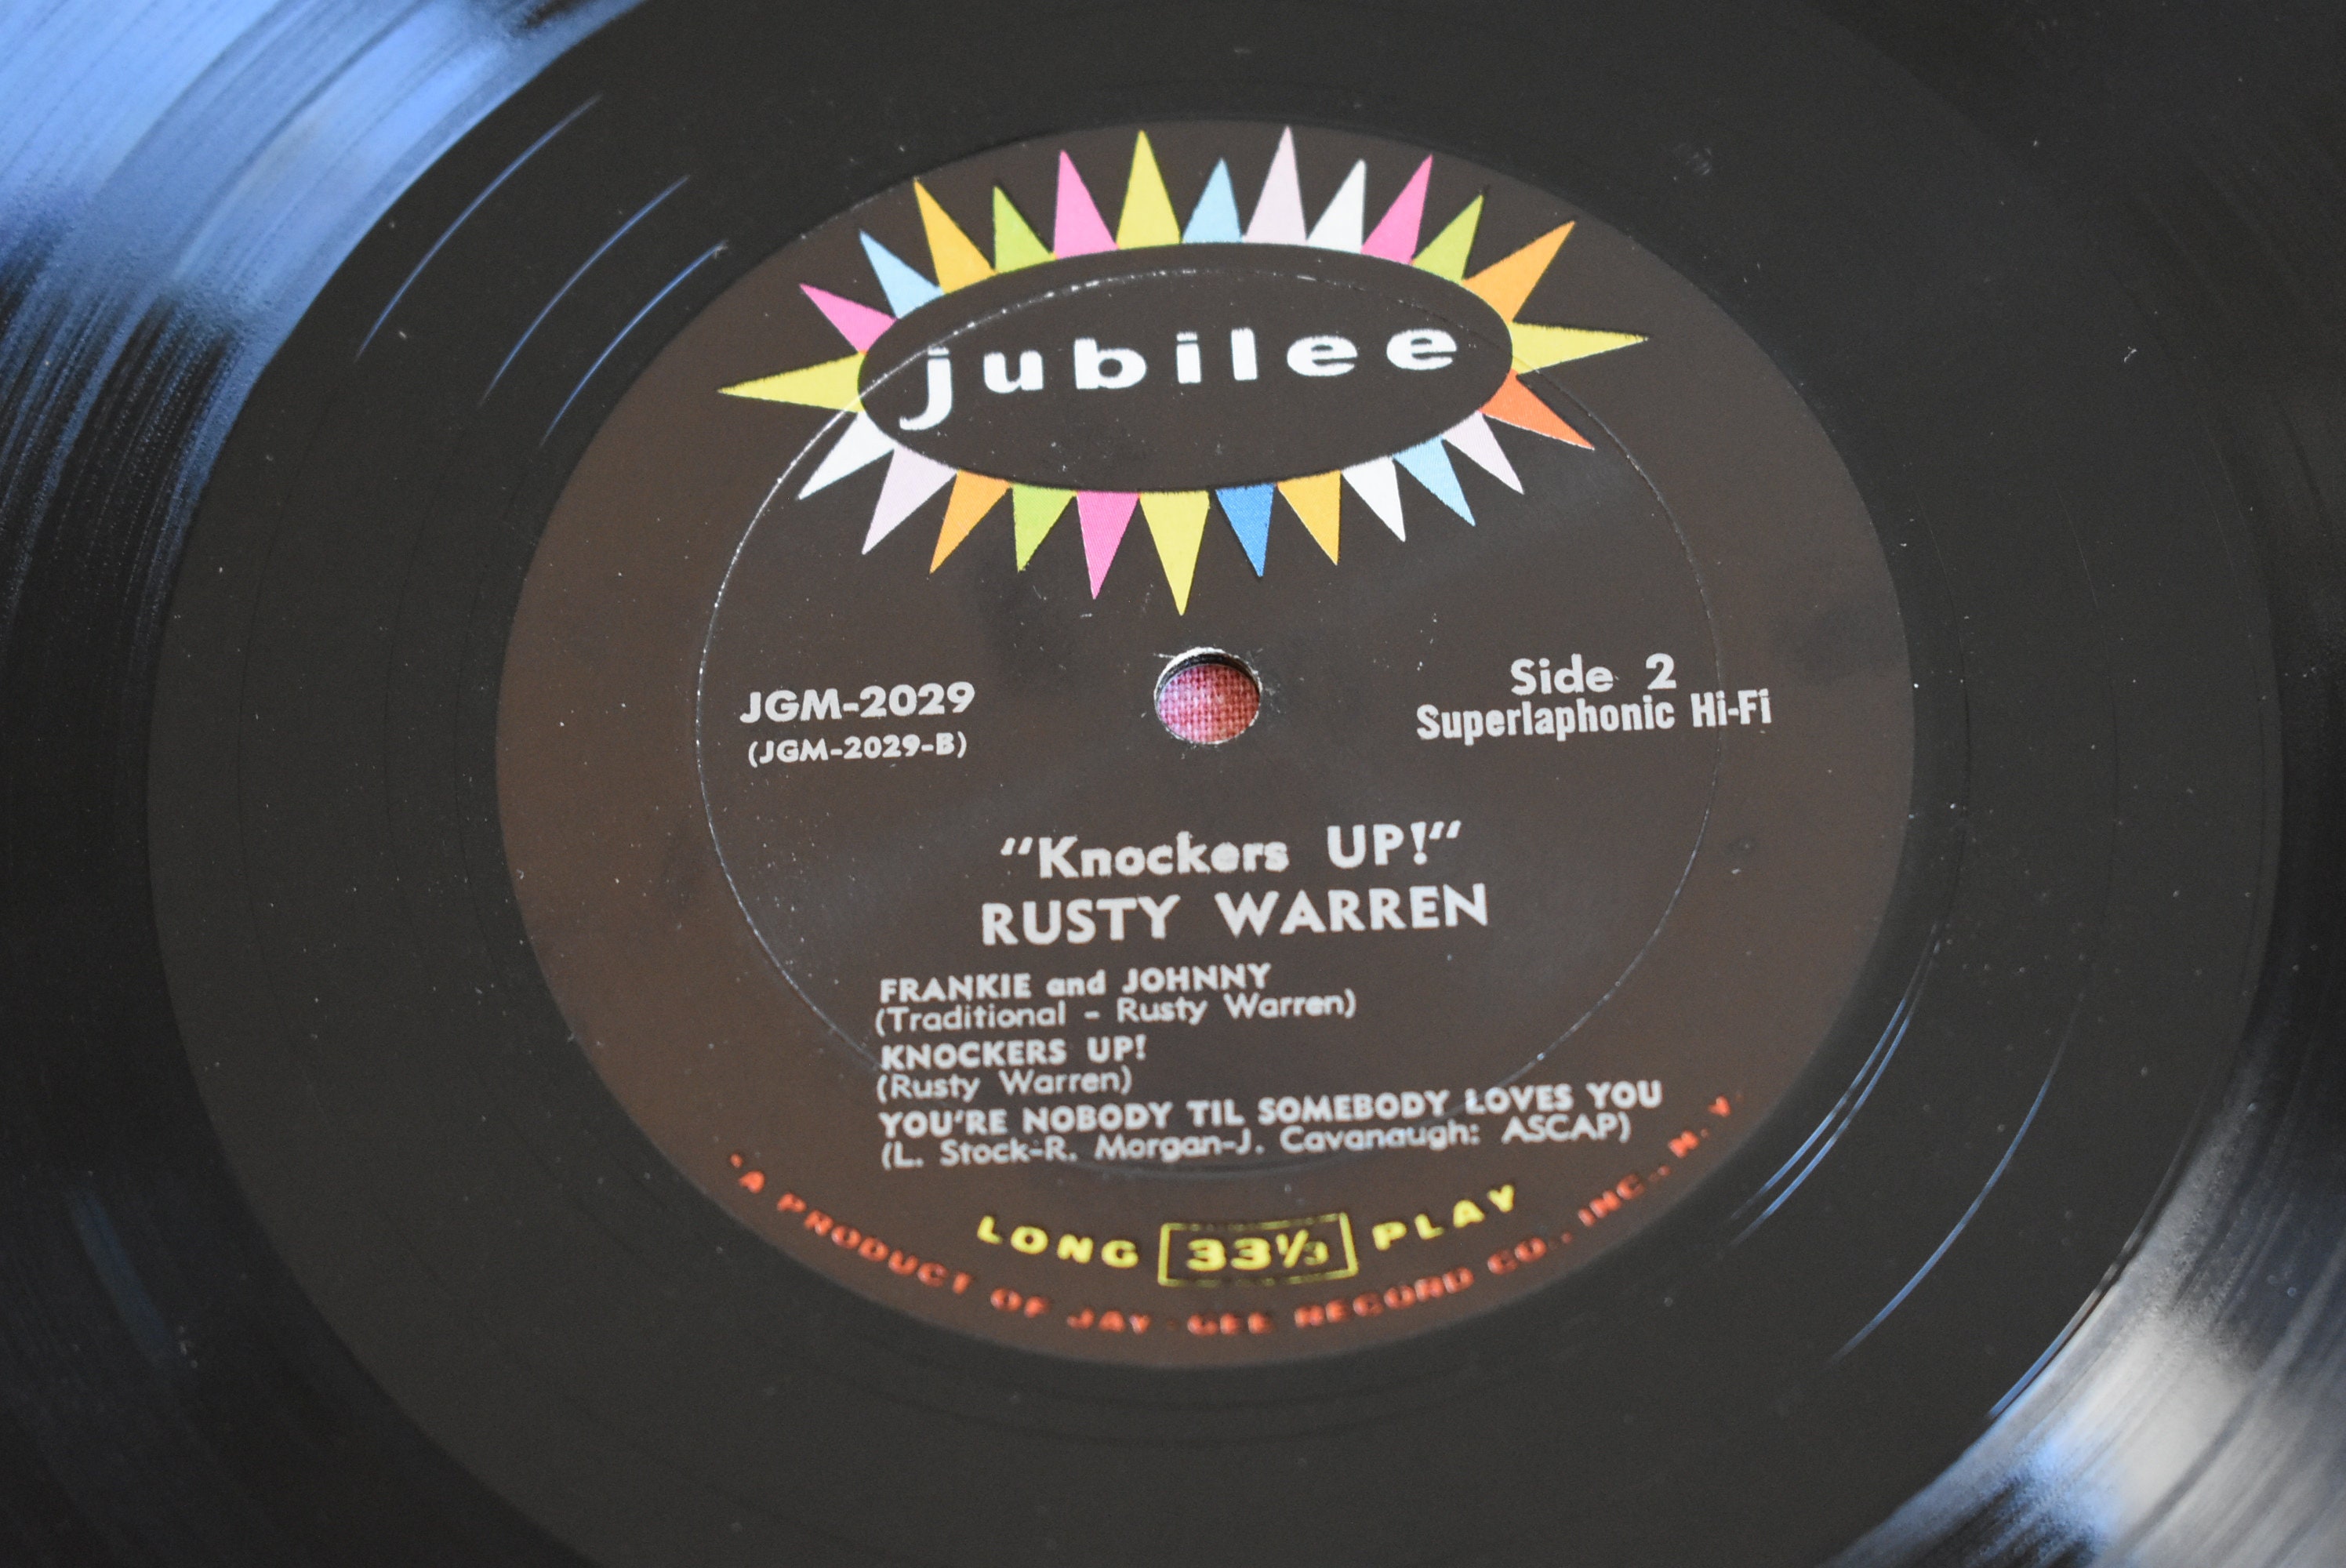 jubilee
JGM-2029
(JGM-2029-B)
Side 2
Superlaphonic Hi-Fi
“Knockers UP!“
RUSTY WARREN
FRANKIE and JOHNNY
(Traditional - Rusty Warren)
KNOCKERS UP!
(Rusty Warren)
YOU'RE NOBODY TIL SOMEBODY LOVES YOU
(L. Stock-R. Morgan-J. Cavanaugh: ASCAP)
LONG 33⅓ PLAY
•A PRODUCT OF JAY-GEE RECORD CO., INC., N. Y.